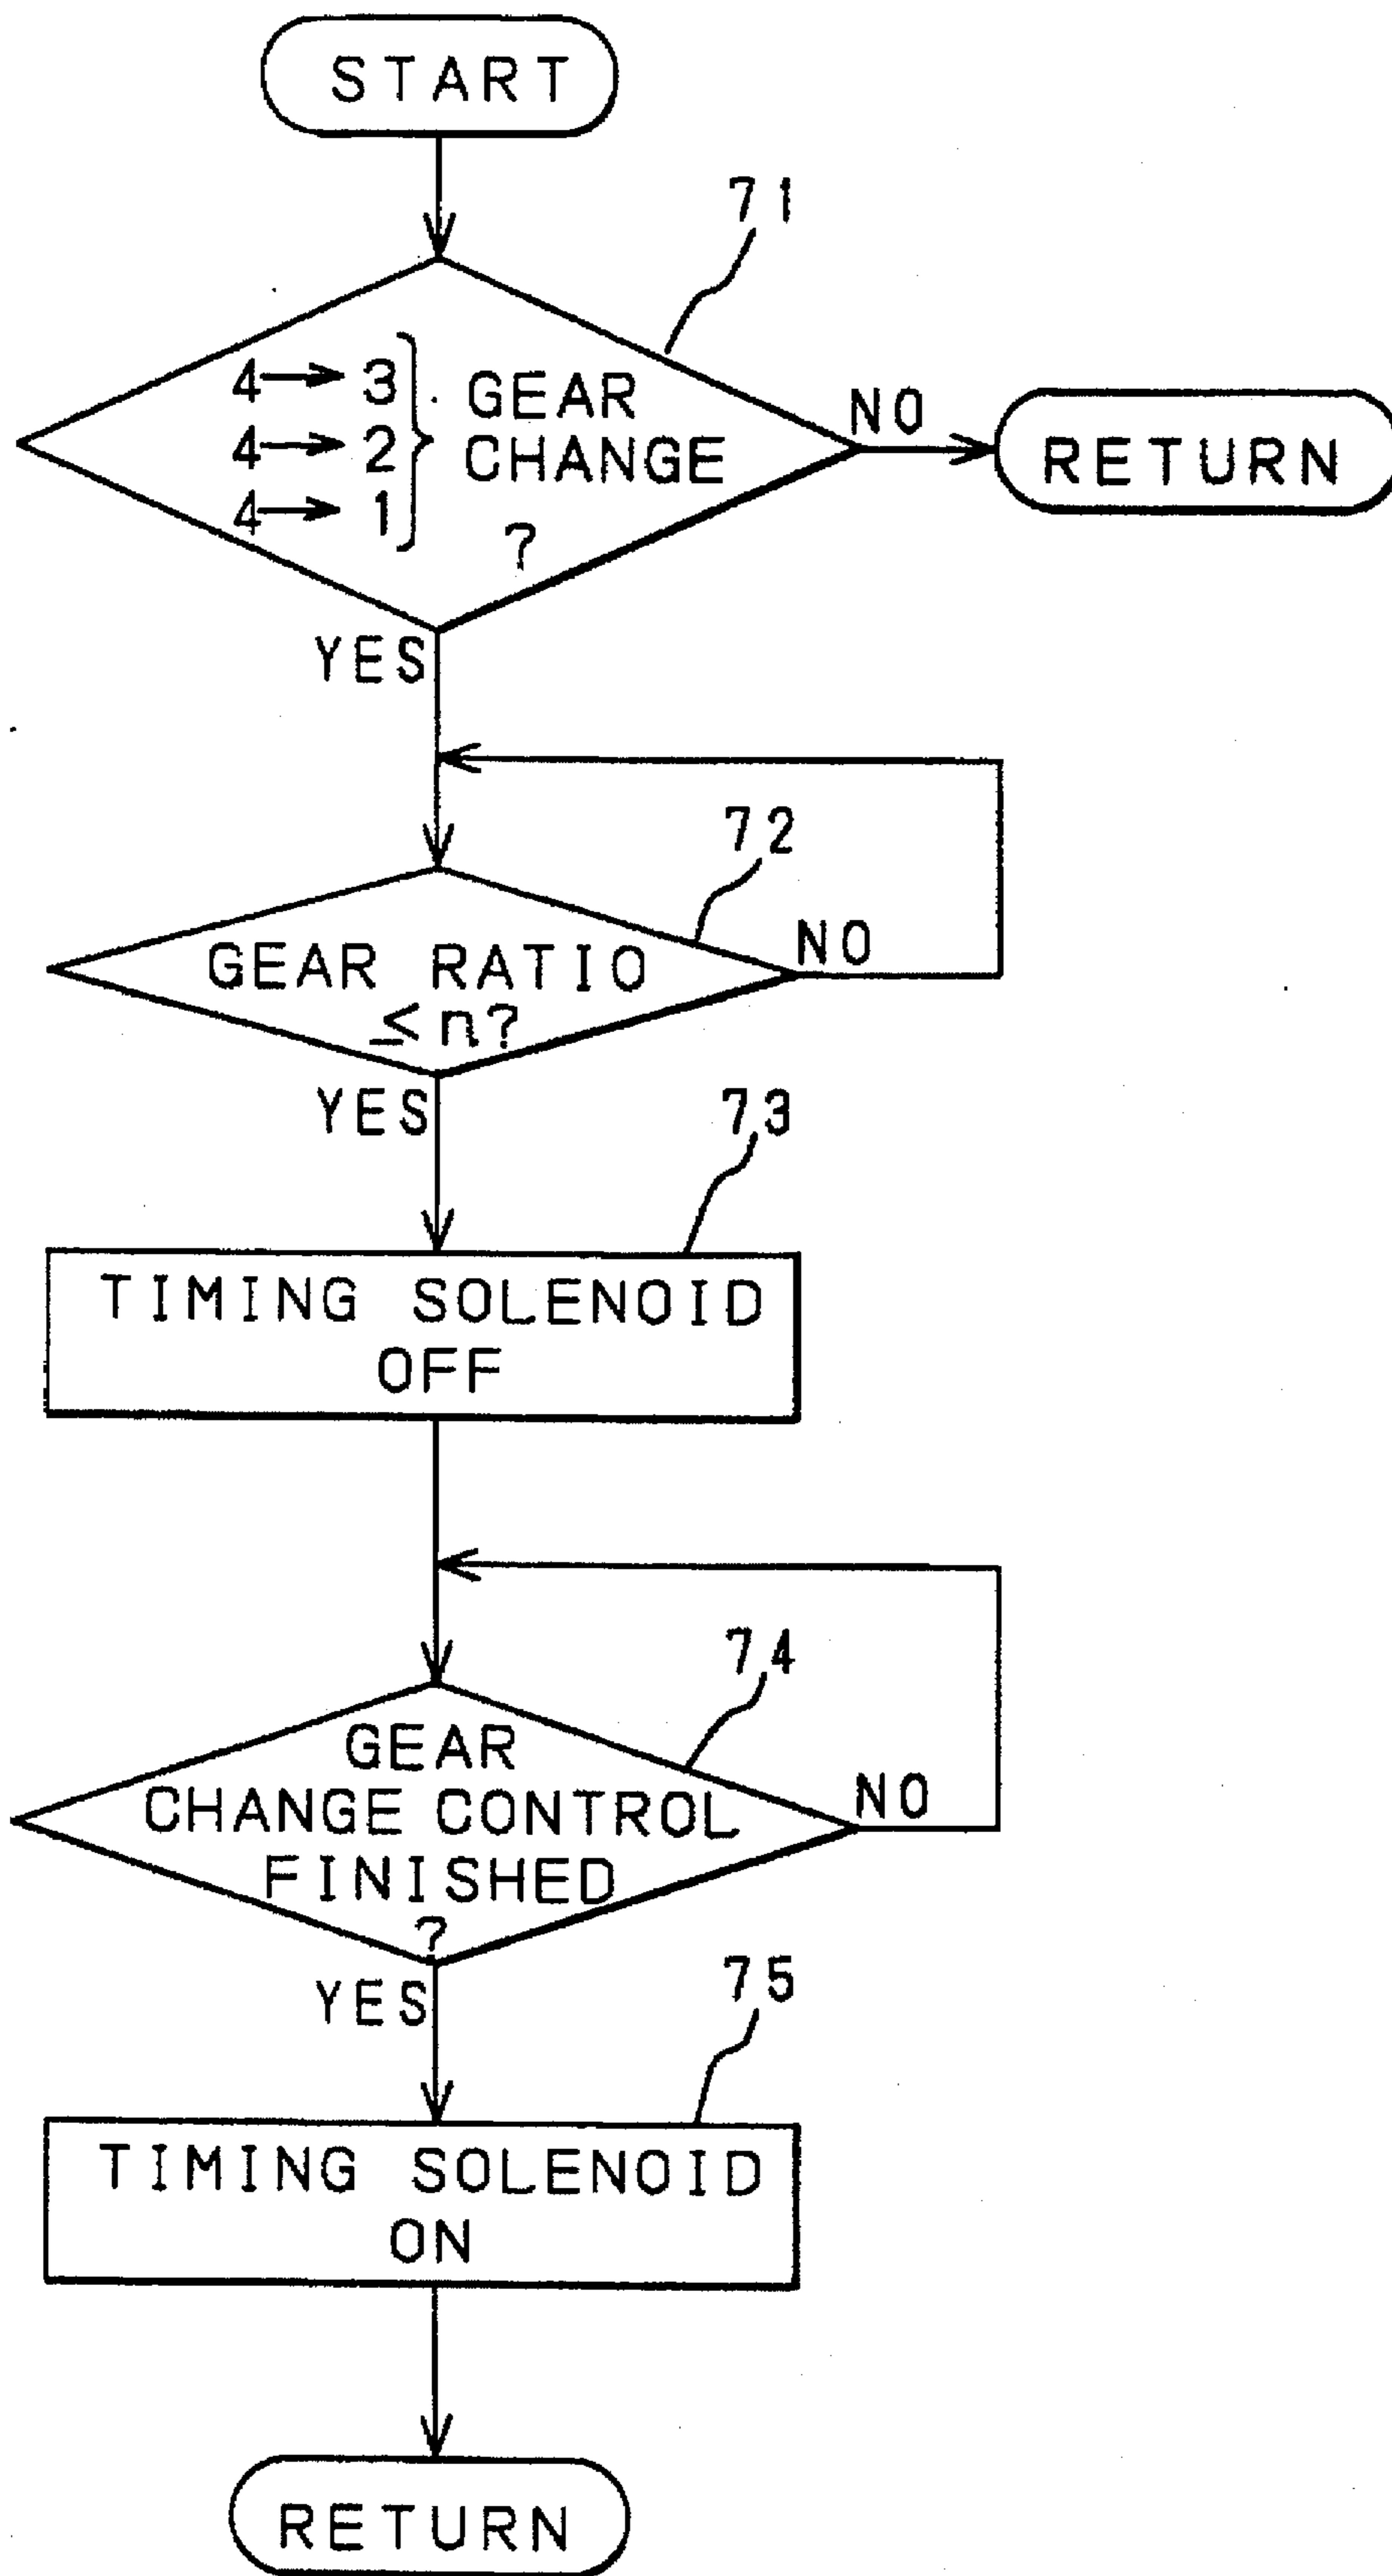 START
71
4→3
4→2
4→1
GEAR
CHANGE
?
NO
RETURN
YES
72
GEAR RATIO
≤n?
NO
YES
73
TIMING SOLENOID
OFF
74
GEAR
CHANGE CONTROL
FINISHED
?
NO
YES
75
TIMING SOLENOID
ON
RETURN